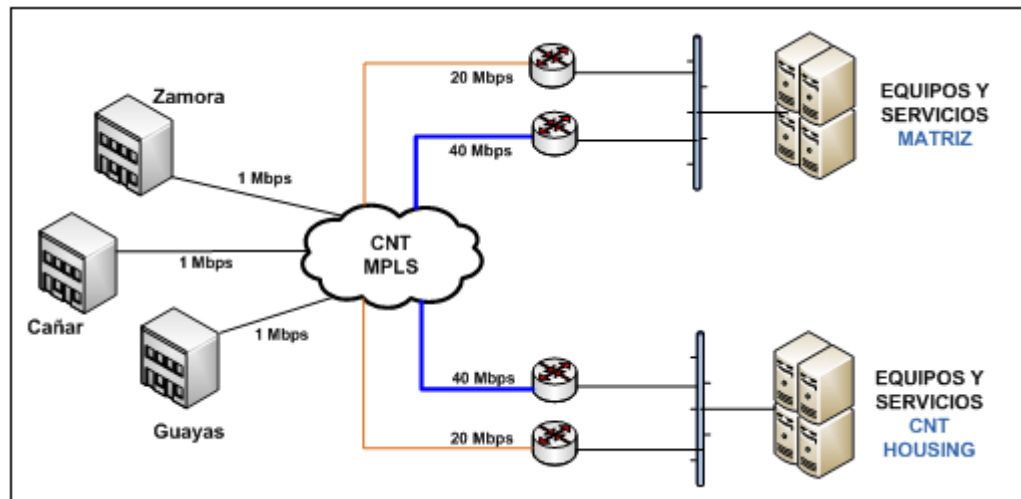 Zamora
1 Mbps
Cañar
1 Mbps
Guayas
1 Mbps
CNT
MPLS
20 Mbps
40 Mbps
EQUIPOS Y
SERVICIOS
MATRIZ
40 Mbps
20 Mbps
EQUIPOS Y
SERVICIOS
CNT
HOUSING